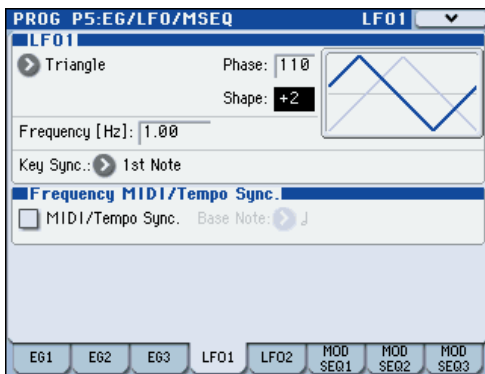 PROG P5:EG/LFO/MSEQ LFO1
LFO1
Triangle Phase: 110
Shape: +2
Frequency [Hz]: 1.00
Key Sync.: 1st Note
Frequency MIDI/Tempo Sync.
MIDI/Tempo Sync. Base Note: ♩
EG1 EG2 EG3 LFO1 LFO2 MOD SEQ1 MOD SEQ2 MOD SEQ3